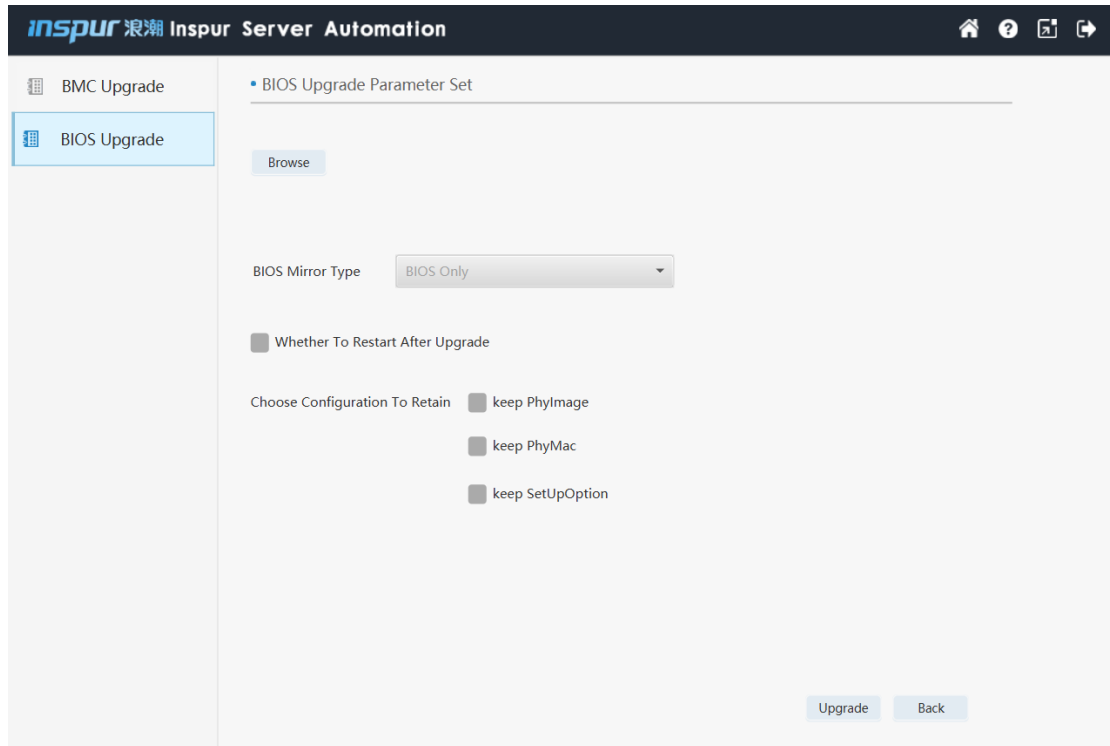 inspur 浪潮 Inspur Server Automation
BMC Upgrade
BIOS Upgrade
• BIOS Upgrade Parameter Set
Browse
BIOS Mirror Type BIOS Only
Whether To Restart After Upgrade
Choose Configuration To Retain keep PhyImage
keep PhyMac
keep SetUpOption
Upgrade Back